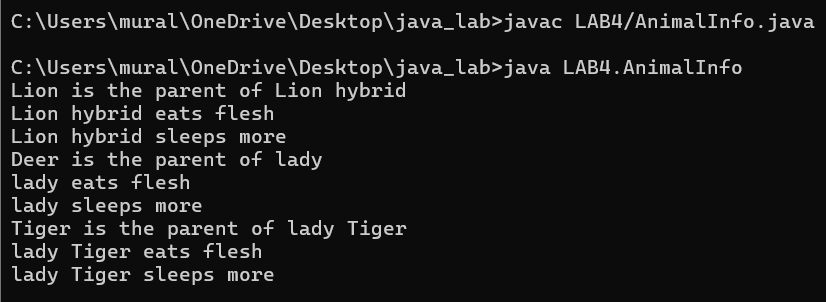 C:\Users\mural\OneDrive\Desktop\java_lab>javac LAB4/AnimalInfo.java
C:\Users\mural\OneDrive\Desktop\java_lab>java LAB4.AnimalInfo
Lion is the parent of Lion hybrid
Lion hybrid eats flesh
Lion hybrid sleeps more
Deer is the parent of lady
lady eats flesh
lady sleeps more
Tiger is the parent of lady Tiger
lady Tiger eats flesh
lady Tiger sleeps more